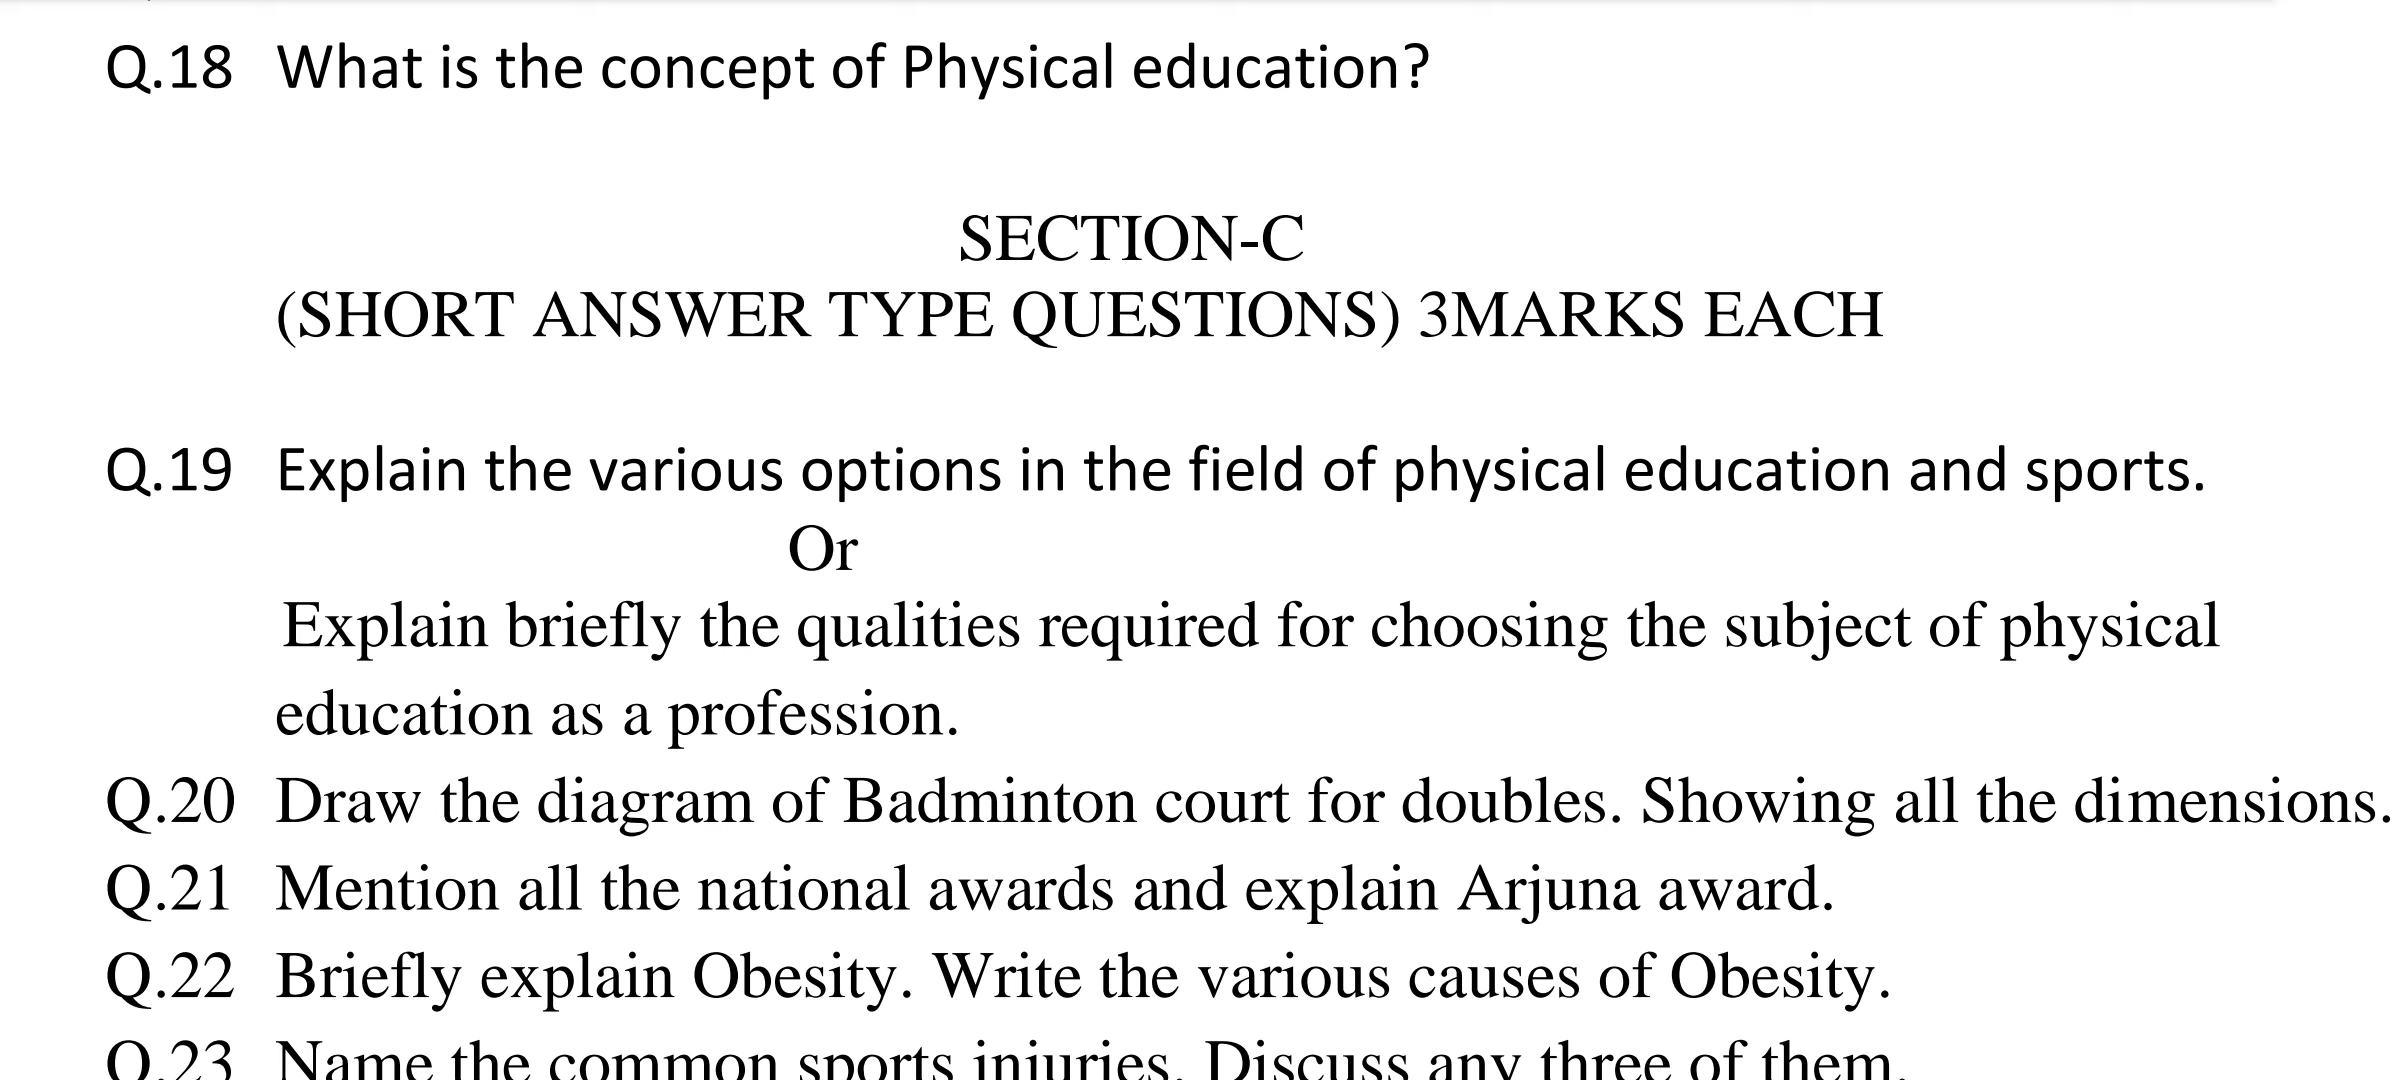 Q.18 What is the concept of Physical education?
SECTION-C
(SHORT ANSWER TYPE QUESTIONS) 3MARKS EACH
Q.19 Explain the various options in the field of physical education and sports.
Or
Explain briefly the qualities required for choosing the subject of physical
education as a profession.
Q.20 Draw the diagram of Badminton court for doubles. Showing all the dimensions.
Q.21 Mention all the national awards and explain Arjuna award.
Q.22 Briefly explain Obesity. Write the various causes of Obesity.
Q.23 Name the common sports injuries. Discuss any three of them.